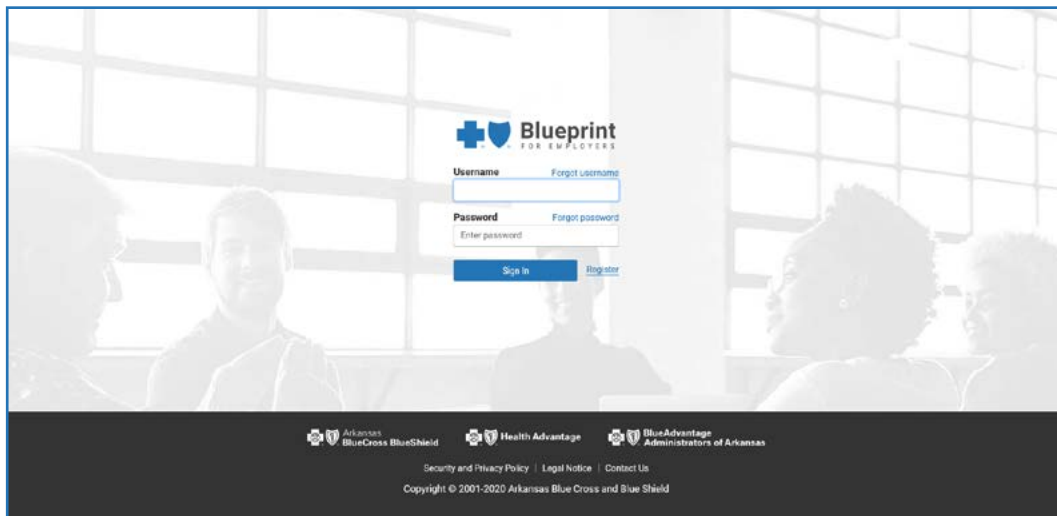 Blueprint
FOR EMPLOYERS
Username Forgot username
Password Forgot password
Enter password
Sign In Register
Arkansas
BlueCross BlueShield
Health Advantage
BlueAdvantage
Administrators of Arkansas
Security and Privacy Policy | Legal Notice | Contact Us
Copyright © 2001-2020 Arkansas Blue Cross and Blue Shield